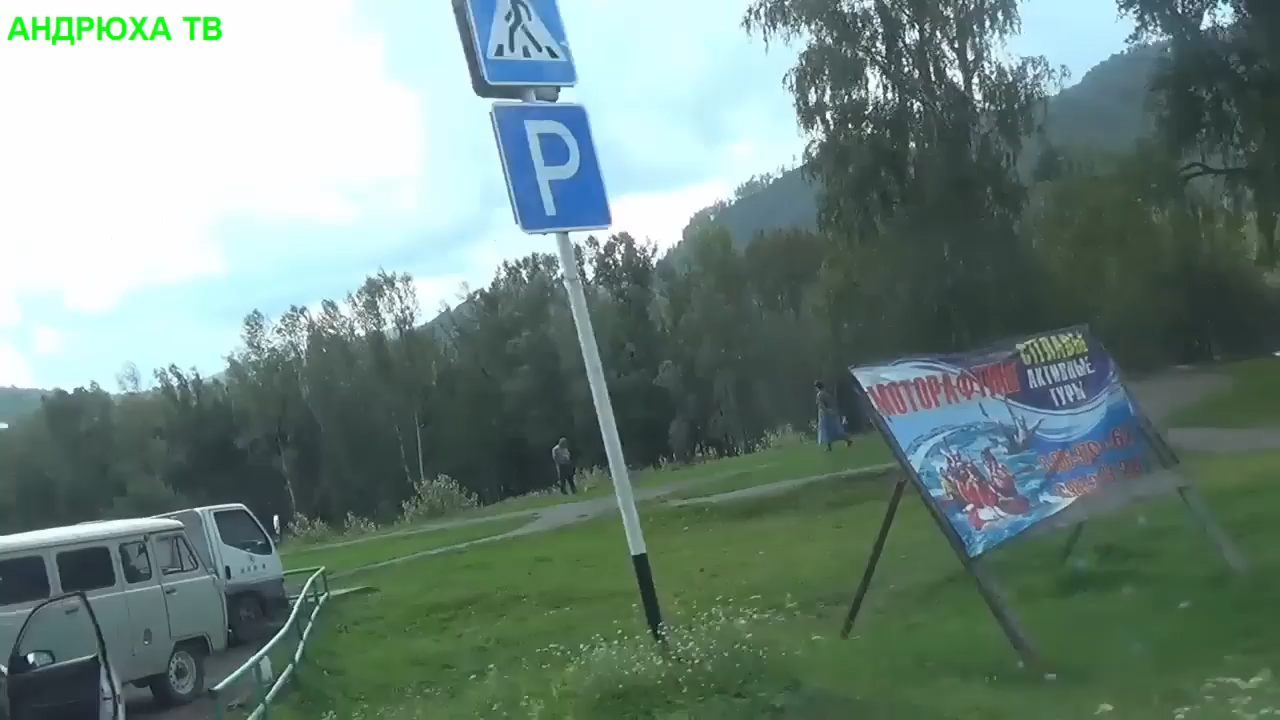 АНДРЮХА ТВ
P
МОТОРАФТИНГ
СПЛАВЫ
АКТИВНЫЕ
ТУРЫ